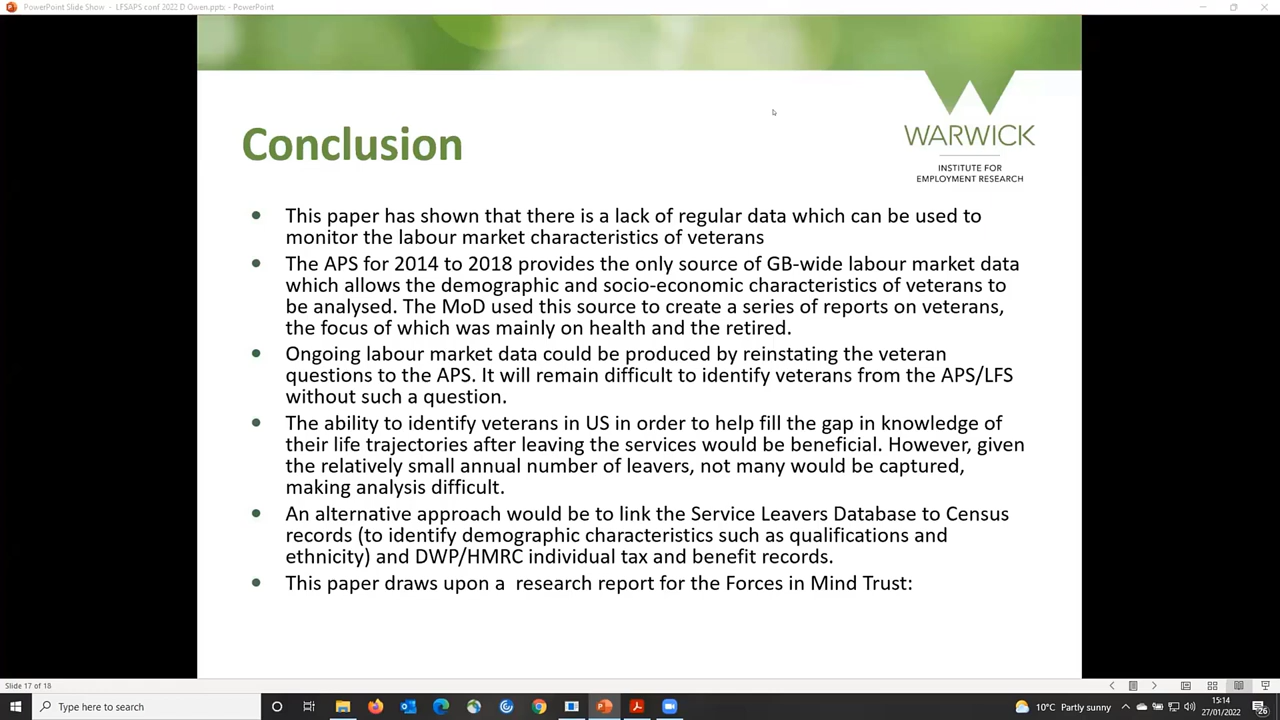 PowerPoint Slide Show - LFSAPS conf 2022 D Owen.pptx - PowerPoint
WARWICK
INSTITUTE FOR
EMPLOYMENT RESEARCH
Conclusion
• This paper has shown that there is a lack of regular data which can be used to
monitor the labour market characteristics of veterans
• The APS for 2014 to 2018 provides the only source of GB-wide labour market data
which allows the demographic and socio-economic characteristics of veterans to
be analysed. The MoD used this source to create a series of reports on veterans,
the focus of which was mainly on health and the retired.
• Ongoing labour market data could be produced by reinstating the veteran
questions to the APS. It will remain difficult to identify veterans from the APS/LFS
without such a question.
• The ability to identify veterans in US in order to help fill the gap in knowledge of
their life trajectories after leaving the services would be beneficial. However, given
the relatively small annual number of leavers, not many would be captured,
making analysis difficult.
• An alternative approach would be to link the Service Leavers Database to Census
records (to identify demographic characteristics such as qualifications and
ethnicity) and DWP/HMRC individual tax and benefit records.
• This paper draws upon a research report for the Forces in Mind Trust:
Slide 17 of 18
Type here to search
10°C Partly sunny
15:14
27/01/2022
26